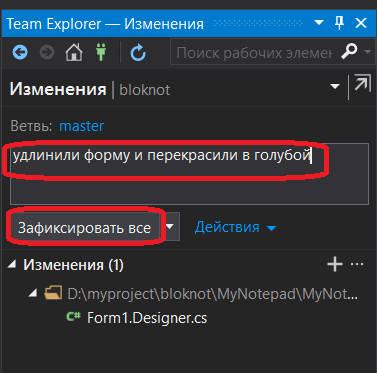 Team Explorer — Изменения
Поиск рабочих элемен
Изменения | bloknot
Ветвь: master
удлинили форму и перекрасили в голубой
Зафиксировать все
Действия
Изменения (1)
D:\myproject\bloknot\MyNotepad\MyNot...
C# Form1.Designer.cs